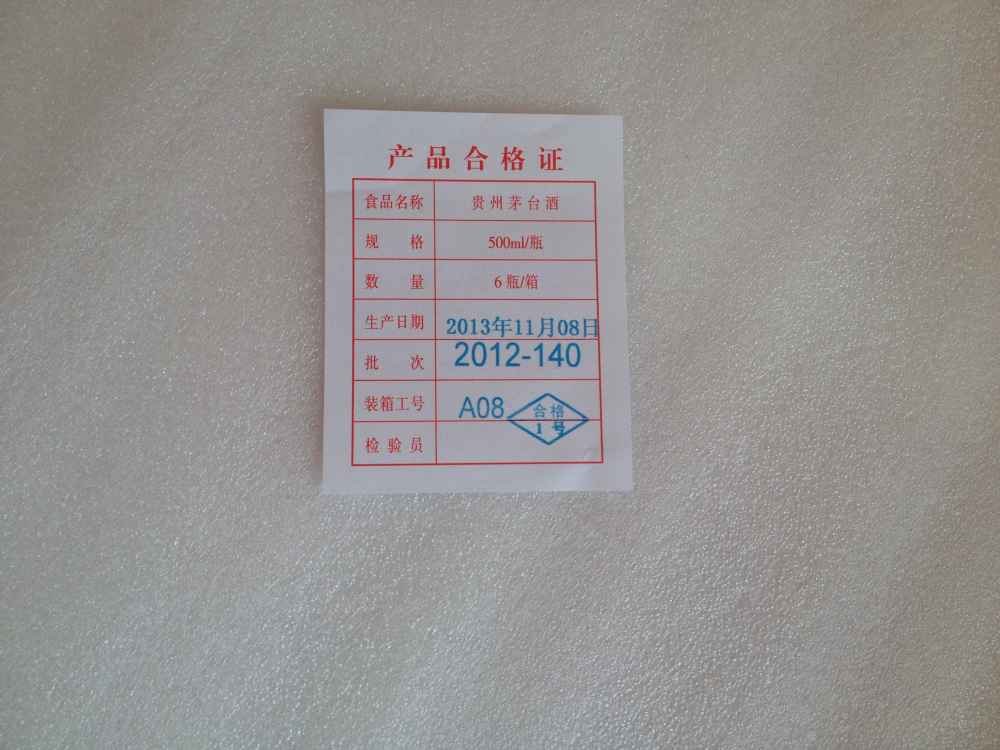 产品合格证
食品名称 贵州茅台酒
规 格 500ml/瓶
数 量 6瓶/箱
生产日期 2013年11月08日
批 次 2012-140
装箱工号 A08
合格
1号
检验员